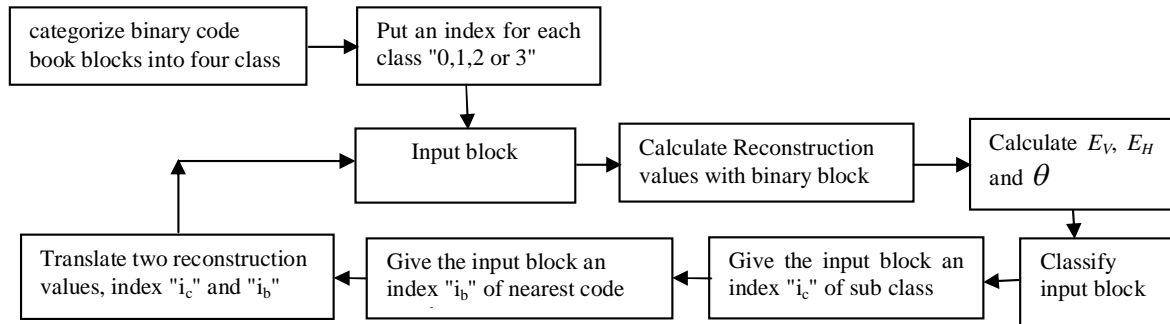 categorize binary code
book blocks into four class
Put an index for each
class "0,1,2 or 3"
Input block
Calculate Reconstruction
values with binary block
Calculate E_V, E_H
and θ
Classify
input block
Give the input block an
index "i_c" of sub class
Give the input block an
index "i_b" of nearest code
Translate two reconstruction
values, index "i_c" and "i_b"